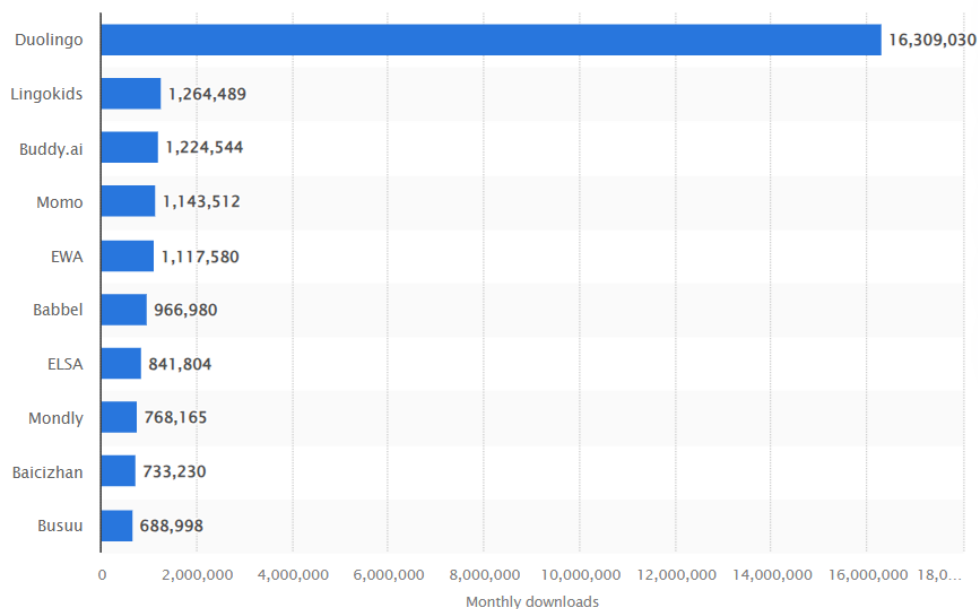 Duolingo 16,309,030
Lingokids 1,264,489
Buddy.ai 1,224,544
Momo 1,143,512
EWA 1,117,580
Babbel 966,980
ELSA 841,804
Mondly 768,165
Baicizhan 733,230
Busuu 688,998
0 2,000,000 4,000,000 6,000,000 8,000,000 10,000,000 12,000,000 14,000,000 16,000,000 18,0...
Monthly downloads